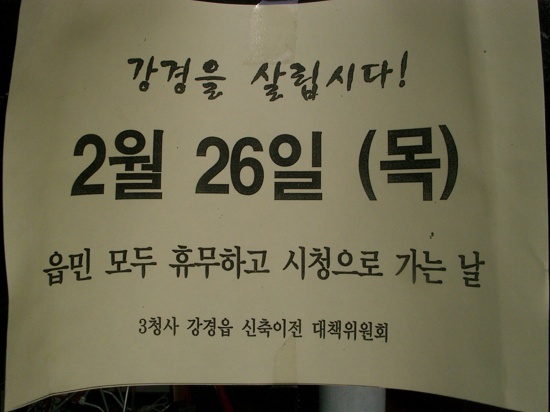 강경을 살립시다!
2월 26일 (목)
읍민 모두 휴무하고 시청으로 가는 날
3청사 강경읍 신축이전 대책위원회